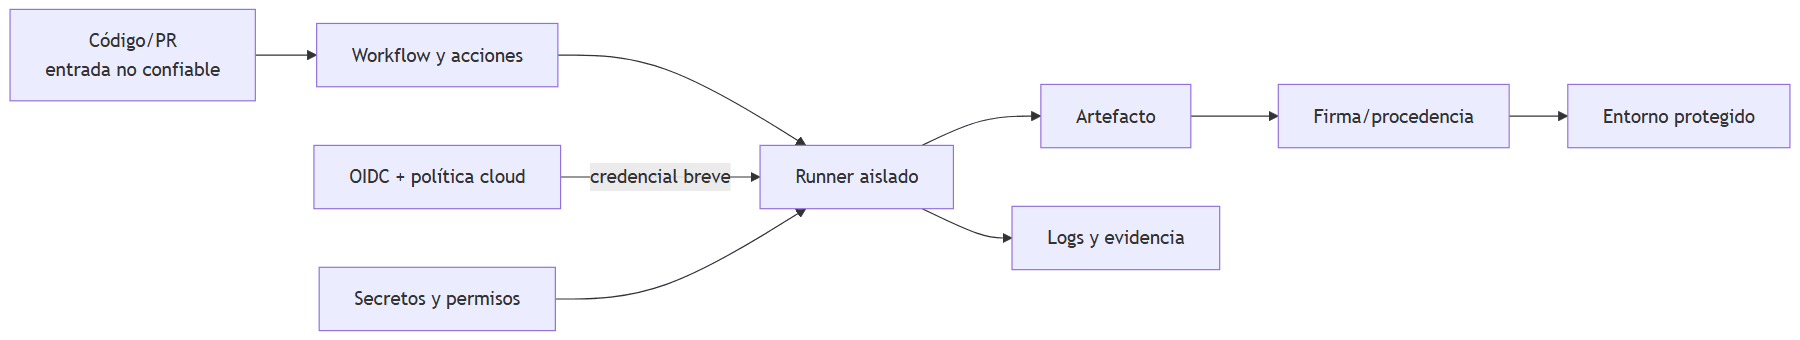 Código/PR
entrada no confiable
Workflow y acciones
OIDC + política cloud
credencial breve
Secretos y permisos
Runner aislado
Artefacto
Logs y evidencia
Firma/procedencia
Entorno protegido